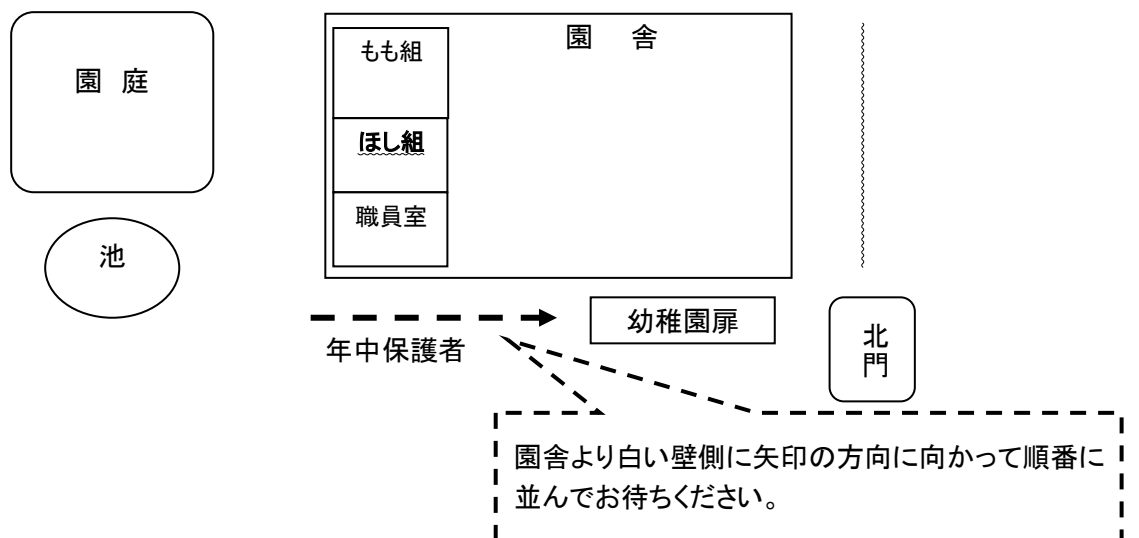 園 庭
園 舎
もも組
ほし組
職員室
池
年中保護者
幼稚園扉
北門
園舎より白い壁側に矢印の方向に向かって順番に
並んでお待ちください。